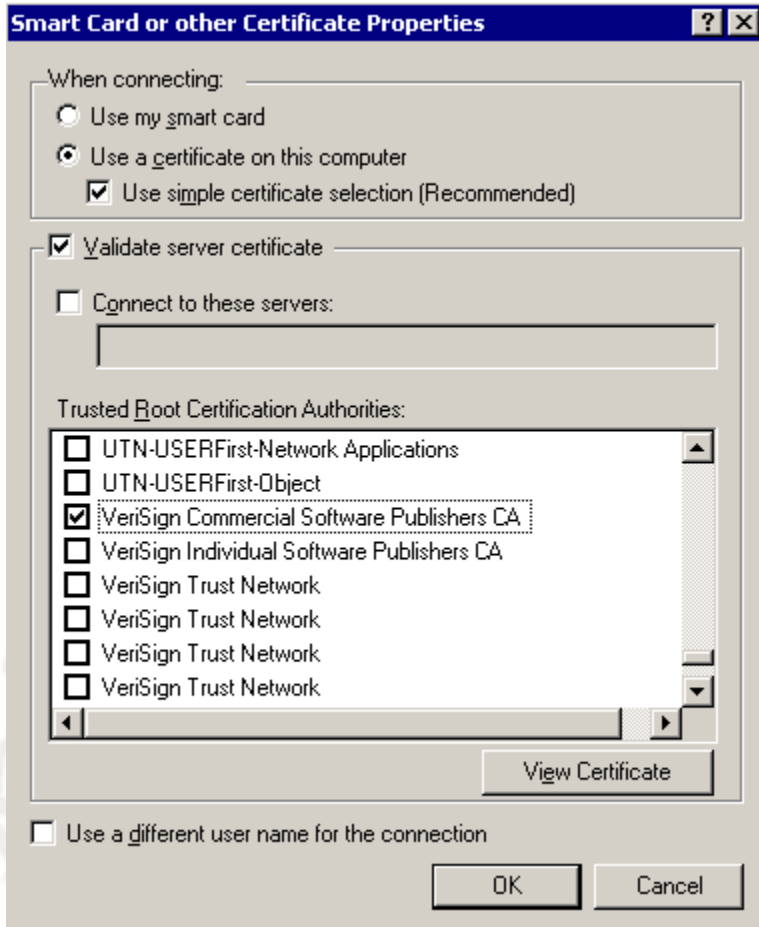 Smart Card or other Certificate Properties
When connecting:
Use my smart card
Use a certificate on this computer
Use simple certificate selection (Recommended)
Validate server certificate
Connect to these servers:
Trusted Root Certification Authorities:
UTN-USERFirst-Network Applications
UTN-USERFirst-Object
VeriSign Commercial Software Publishers CA
VeriSign Individual Software Publishers CA
VeriSign Trust Network
VeriSign Trust Network
VeriSign Trust Network
VeriSign Trust Network
View Certificate
Use a different user name for the connection
OK Cancel